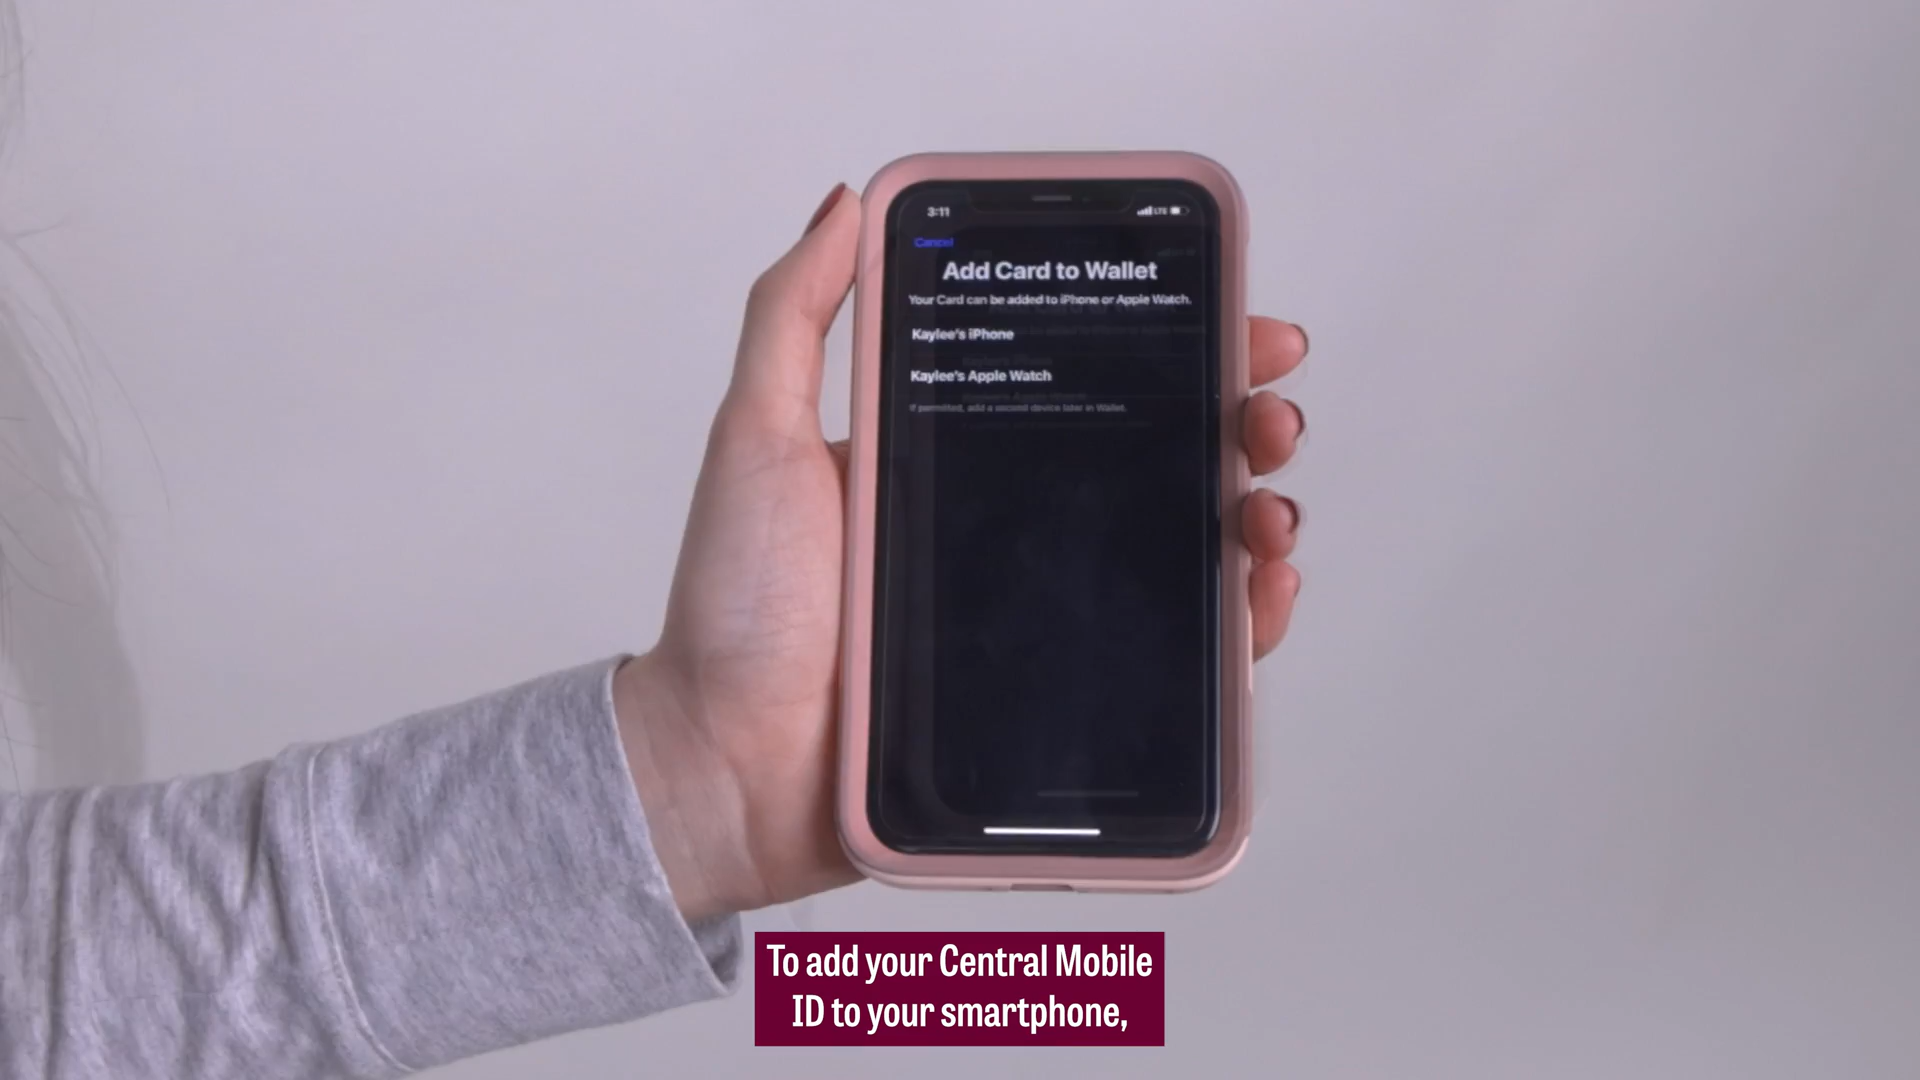 3:11
LTE
Cancel
Add Card to Wallet
Your Card can be added to iPhone or Apple Watch.
Kaylee's iPhone
Kaylee's Apple Watch
If permitted, add a second device later in Wallet.
To add your Central Mobile
ID to your smartphone,